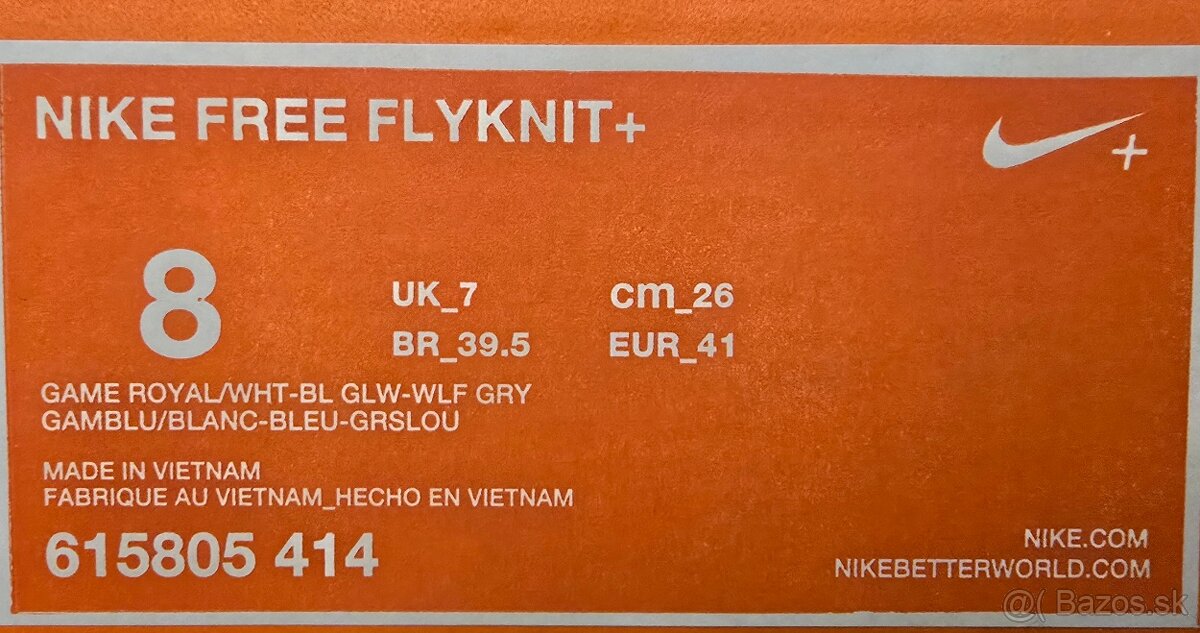 NIKE FREE FLYKNIT+
+
8
UK_7 cm_26
BR_39.5 EUR_41
GAME ROYAL/WHT-BL GLW-WLF GRY
GAMBLU/BLANC-BLEU-GRSLOU
MADE IN VIETNAM
FABRIQUE AU VIETNAM_HECHO EN VIETNAM
615805 414
NIKE.COM
NIKEBETTERWORLD.COM
@( Bazos.sk